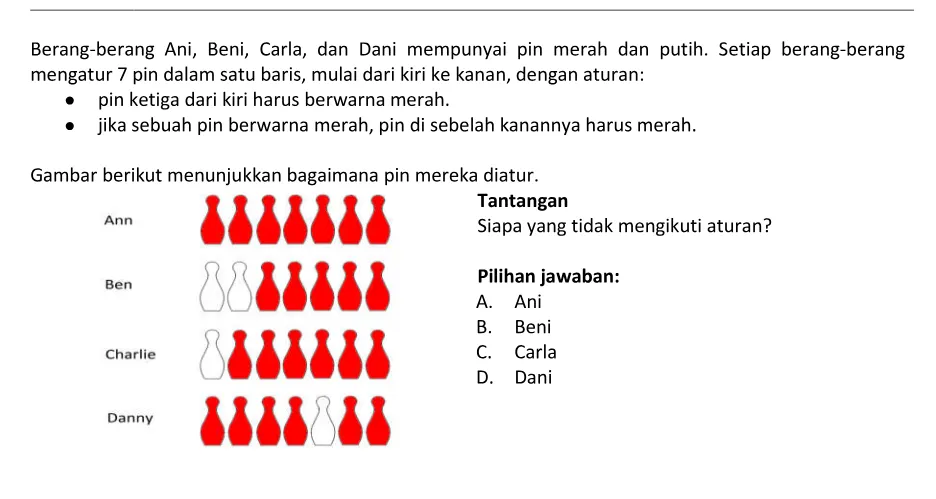 Berang-berang Ani, Beni, Carla, dan Dani mempunyai pin merah dan putih. Setiap berang-berang
mengatur 7 pin dalam satu baris, mulai dari kiri ke kanan, dengan aturan:
• pin ketiga dari kiri harus berwarna merah.
• jika sebuah pin berwarna merah, pin di sebelah kanannya harus merah.
Gambar berikut menunjukkan bagaimana pin mereka diatur.
Ann
Ben
Charlie
Danny
Tantangan
Siapa yang tidak mengikuti aturan?
Pilihan jawaban:
A. Ani
B. Beni
C. Carla
D. Dani